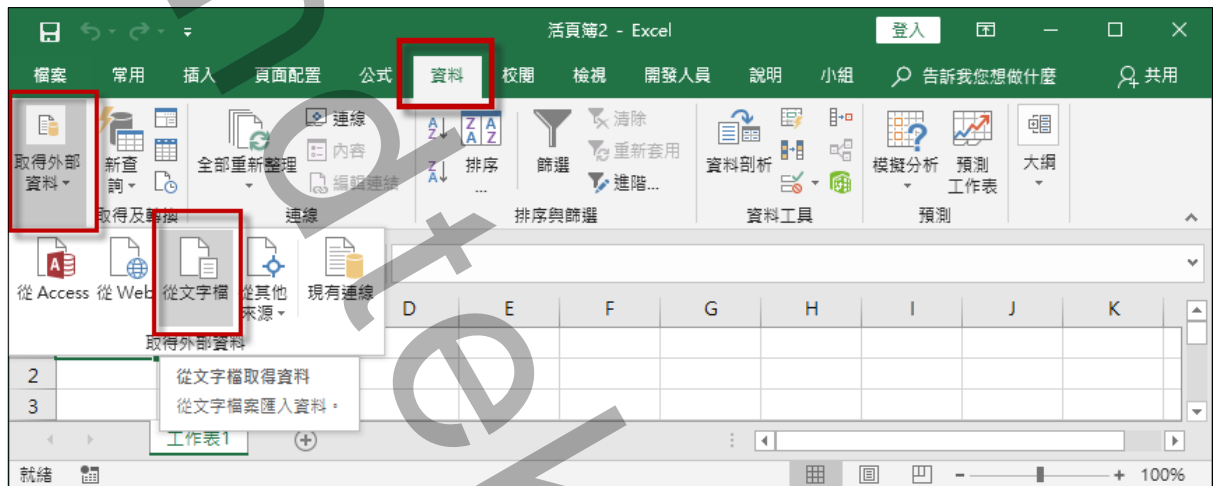 活頁簿2 - Excel 登入
檔案 常用 插入 頁面配置 公式 資料 校閱 檢視 開發人員 說明 小組 告訴我您想做什麼 共用
取得外部資料 新查詢 全部重新整理 連線 內容 編輯連結 排序... 篩選 清除 重新套用 進階... 資料剖析 模擬分析 預測工作表 大綱
取得及轉換 連線 排序與篩選 資料工具 預測
從 Access 從 Web 從文字檔 從其他來源 現有連線
取得外部資料
D E F G H I J K
從文字檔取得資料
從文字檔案匯入資料。
2
3
工作表1
就緒 100%